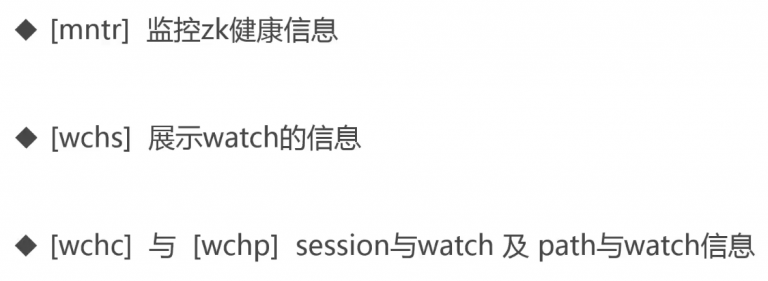 ◆ [mntr] 监控zk健康信息
◆ [wchs] 展示watch的信息
◆ [wchc] 与 [wchp] session与watch 及 path与watch信息